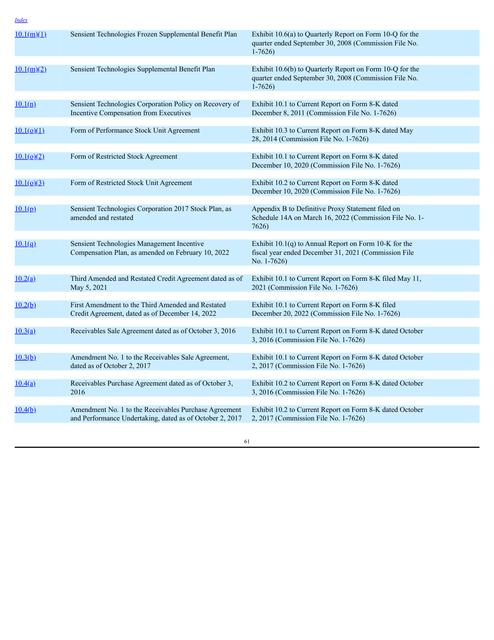 Index
10.1(m)(1) Sensient Technologies Frozen Supplemental Benefit Plan Exhibit 10.6(a) to Quarterly Report on Form 10-Q for the
quarter ended September 30, 2008 (Commission File No.
1-7626)
10.1(m)(2) Sensient Technologies Supplemental Benefit Plan Exhibit 10.6(b) to Quarterly Report on Form 10-Q for the
quarter ended September 30, 2008 (Commission File No.
1-7626)
10.1(n) Sensient Technologies Corporation Policy on Recovery of Exhibit 10.1 to Current Report on Form 8-K dated
Incentive Compensation from Executives December 8, 2011 (Commission File No. 1-7626)
10.1(o)(1) Form of Performance Stock Unit Agreement Exhibit 10.3 to Current Report on Form 8-K dated May
28, 2014 (Commission File No. 1-7626)
10.1(o)(2) Form of Restricted Stock Agreement Exhibit 10.1 to Current Report on Form 8-K dated
December 10, 2020 (Commission File No. 1-7626)
10.1(o)(3) Form of Restricted Stock Unit Agreement Exhibit 10.2 to Current Report on Form 8-K dated
December 10, 2020 (Commission File No. 1-7626)
10.1(p) Sensient Technologies Corporation 2017 Stock Plan, as Appendix B to Definitive Proxy Statement filed on
amended and restated Schedule 14A on March 16, 2022 (Commission File No. 1-
7626)
10.1(q) Sensient Technologies Management Incentive Exhibit 10.1(q) to Annual Report on Form 10-K for the
Compensation Plan, as amended on February 10, 2022 fiscal year ended December 31, 2021 (Commission File
No. 1-7626)
10.2(a) Third Amended and Restated Credit Agreement dated as of Exhibit 10.1 to Current Report on Form 8-K filed May 11,
May 5, 2021 2021 (Commission File No. 1-7626)
10.2(b) First Amendment to the Third Amended and Restated Exhibit 10.1 to Current Report on Form 8-K filed
Credit Agreement, dated as of December 14, 2022 December 20, 2022 (Commission File No. 1-7626)
10.3(a) Receivables Sale Agreement dated as of October 3, 2016 Exhibit 10.1 to Current Report on Form 8-K dated October
3, 2016 (Commission File No. 1-7626)
10.3(b) Amendment No. 1 to the Receivables Sale Agreement, Exhibit 10.1 to Current Report on Form 8-K dated October
dated as of October 2, 2017 2, 2017 (Commission File No. 1-7626)
10.4(a) Receivables Purchase Agreement dated as of October 3, Exhibit 10.2 to Current Report on Form 8-K dated October
2016 3, 2016 (Commission File No. 1-7626)
10.4(b) Amendment No. 1 to the Receivables Purchase Agreement Exhibit 10.2 to Current Report on Form 8-K dated October
and Performance Undertaking, dated as of October 2, 2017 2, 2017 (Commission File No. 1-7626)
61